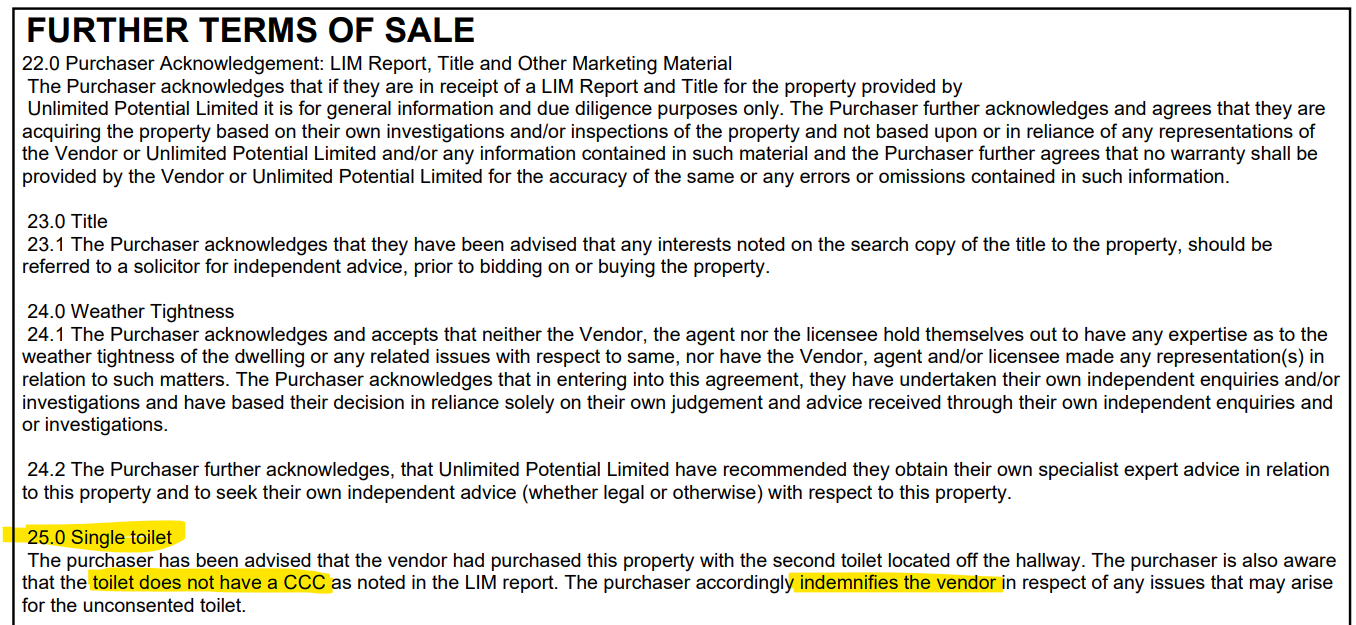 FURTHER TERMS OF SALE
22.0 Purchaser Acknowledgement: LIM Report, Title and Other Marketing Material
The Purchaser acknowledges that if they are in receipt of a LIM Report and Title for the property provided by
Unlimited Potential Limited it is for general information and due diligence purposes only. The Purchaser further acknowledges and agrees that they are
acquiring the property based on their own investigations and/or inspections of the property and not based upon or in reliance of any representations of
the Vendor or Unlimited Potential Limited and/or any information contained in such material and the Purchaser further agrees that no warranty shall be
provided by the Vendor or Unlimited Potential Limited for the accuracy of the same or any errors or omissions contained in such information.
23.0 Title
23.1 The Purchaser acknowledges that they have been advised that any interests noted on the search copy of the title to the property, should be
referred to a solicitor for independent advice, prior to bidding on or buying the property.
24.0 Weather Tightness
24.1 The Purchaser acknowledges and accepts that neither the Vendor, the agent nor the licensee hold themselves out to have any expertise as to the
weather tightness of the dwelling or any related issues with respect to same, nor have the Vendor, agent and/or licensee made any representation(s) in
relation to such matters. The Purchaser acknowledges that in entering into this agreement, they have undertaken their own independent enquiries and/or
investigations and have based their decision in reliance solely on their own judgement and advice received through their own independent enquiries and
or investigations.
24.2 The Purchaser further acknowledges, that Unlimited Potential Limited have recommended they obtain their own specialist expert advice in relation
to this property and to seek their own independent advice (whether legal or otherwise) with respect to this property.
25.0 Single toilet
The purchaser has been advised that the vendor had purchased this property with the second toilet located off the hallway. The purchaser is also aware
that the toilet does not have a CCC as noted in the LIM report. The purchaser accordingly indemnifies the vendor in respect of any issues that may arise
for the unconsented toilet.